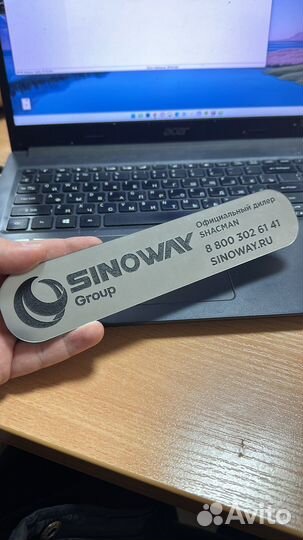 acer
SINOWAY
Group
Официальный дилер
SHACMAN
8 800 302 61 41
SINOWAY.RU
Avito